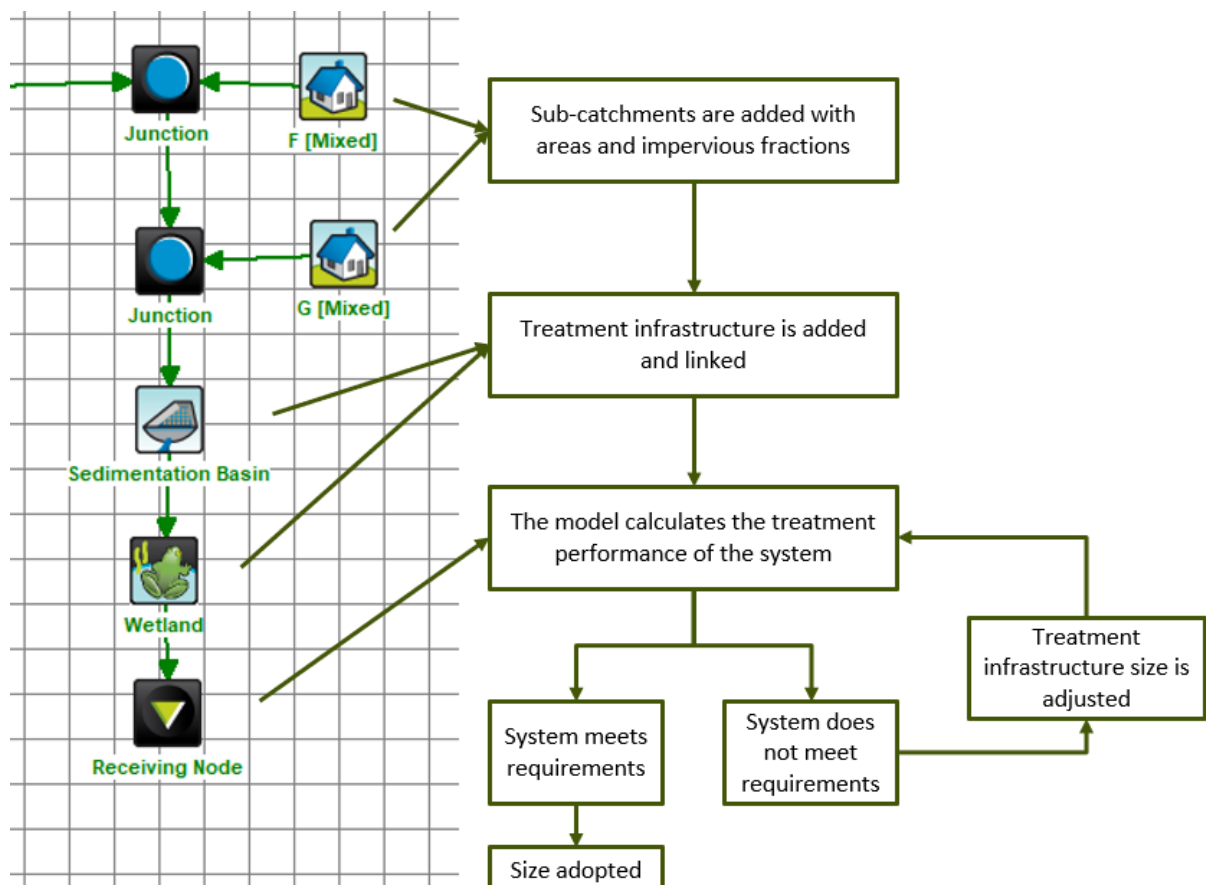 Junction
F [Mixed]
Junction
G [Mixed]
Sedimentation Basin
Wetland
Receiving Node
Sub-catchments are added with
areas and impervious fractions
Treatment infrastructure is added
and linked
The model calculates the treatment
performance of the system
Treatment
infrastructure size is
adjusted
System meets
requirements
System does
not meet
requirements
Size adopted